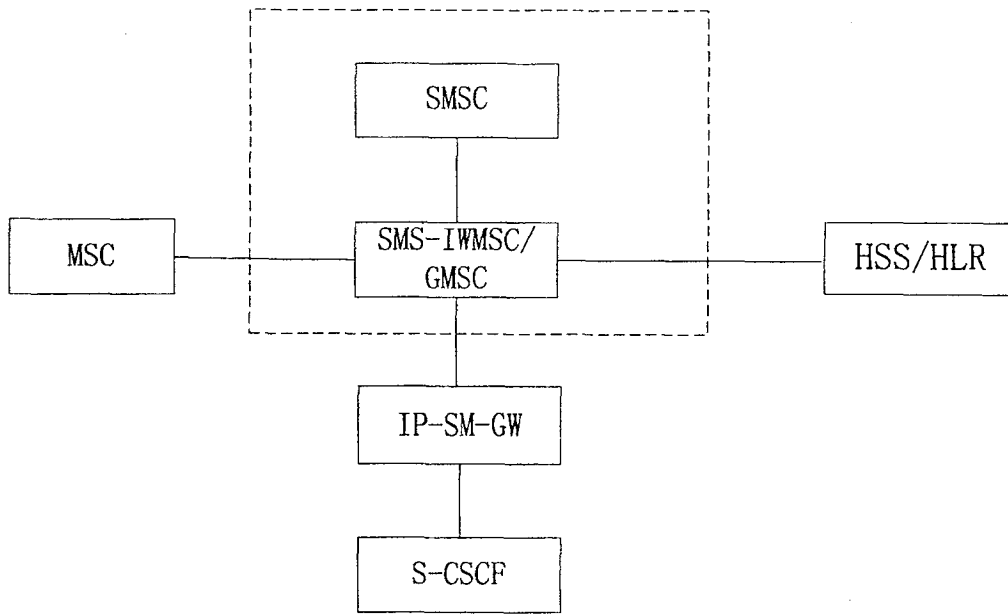 SMSC
MSC
SMS-IWMSC/
GMSC
HSS/HLR
IP-SM-GW
S-CSCF